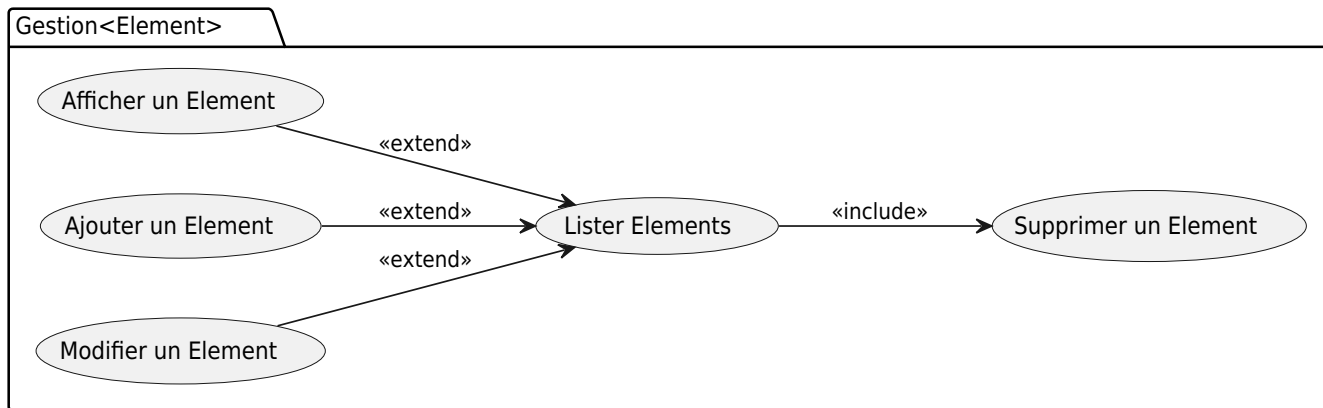 Gestion<Element>
Afficher un Element
«extend»
Ajouter un Element
«extend»
Lister Elements
«include»
Supprimer un Element
«extend»
Modifier un Element